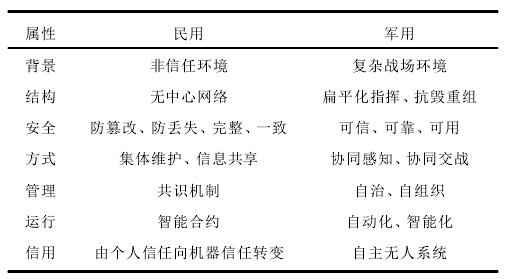 属性 民用 军用
背景 非信任环境 复杂战场环境
结构 无中心网络 扁平化指挥、抗毁重组
安全 防篡改、防丢失、完整、一致 可信、可靠、可用
方式 集体维护、信息共享 协同感知、协同交战
管理 共识机制 自治、自组织
运行 智能合约 自动化、智能化
信用 由个人信任向机器信任转变 自主无人系统